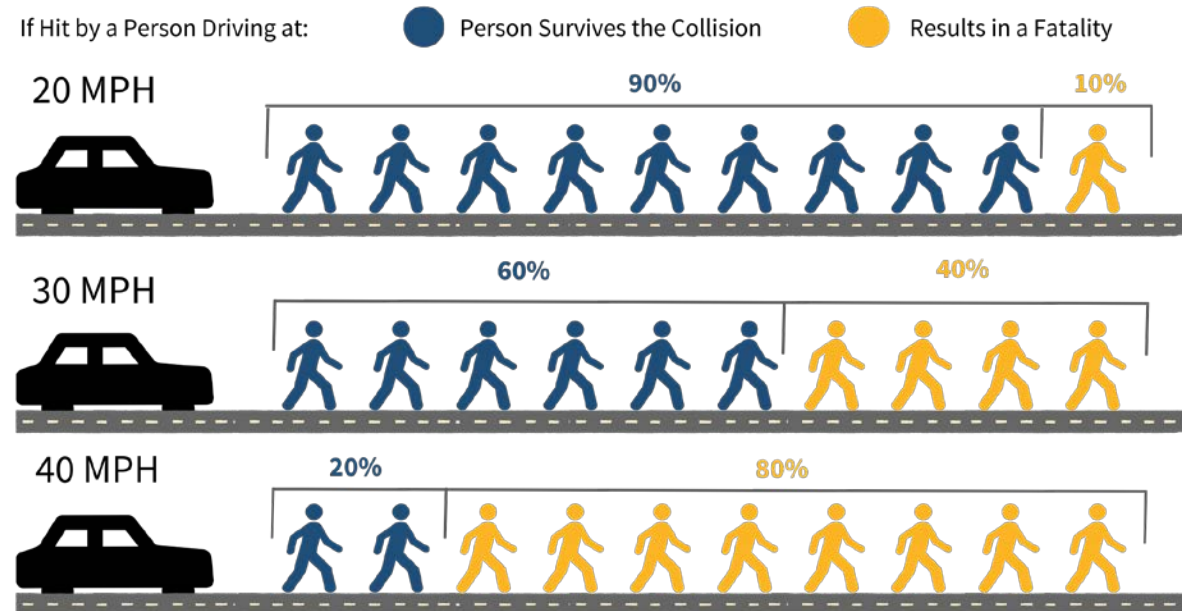 If Hit by a Person Driving at: Person Survives the Collision Results in a Fatality
20 MPH 90% 10%
30 MPH 60% 40%
40 MPH 20% 80%